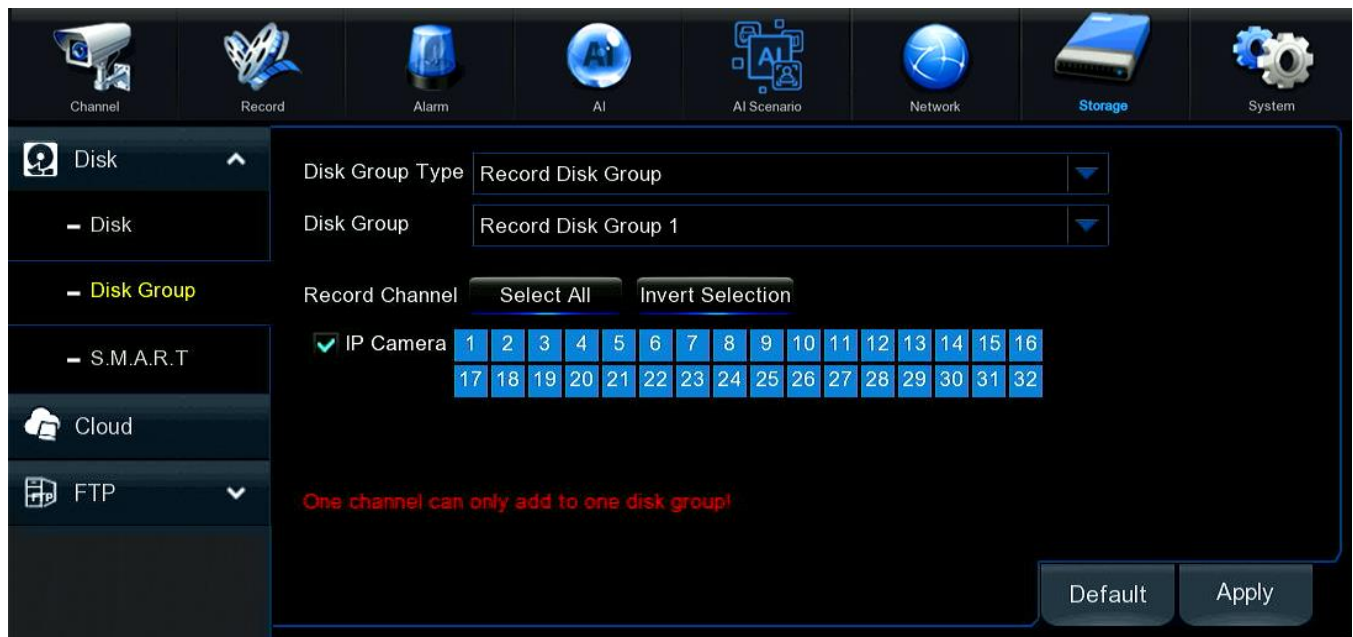 Channel Record Alarm AI AI Scenario Network Storage System
Disk
Disk
Disk Group
S.M.A.R.T
Cloud
FTP
Disk Group Type Record Disk Group
Disk Group Record Disk Group 1
Record Channel Select All Invert Selection
IP Camera 1 2 3 4 5 6 7 8 9 10 11 12 13 14 15 16
17 18 19 20 21 22 23 24 25 26 27 28 29 30 31 32
One channel can only add to one disk group!
Default Apply